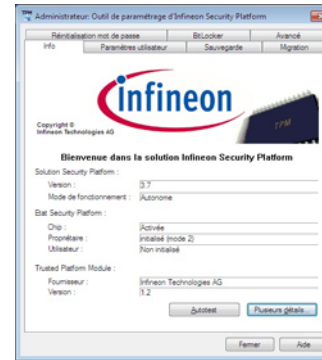 Administrateur: Outil de paramétrage d'Infineon Security Platform
Réinitialisation mot de passe BitLocker Avancé
Info Paramètres utilisateur Sauvegarde Migration
infineon
TPM
Copyright ©
Infineon Technologies AG
Bienvenue dans la solution Infineon Security Platform
Solution Security Platform :
Version : 3.7
Mode de fonctionnement : Autonome
Etat Security Platform :
Chip : Activée
Propriétaire : Initialisé (mode 2)
Utilisateur : Non initialisé
Trusted Platform Module :
Fournisseur : Infineon Technologies AG
Version : 1.2
Autotest Plusieurs détails...
Fermer Aide